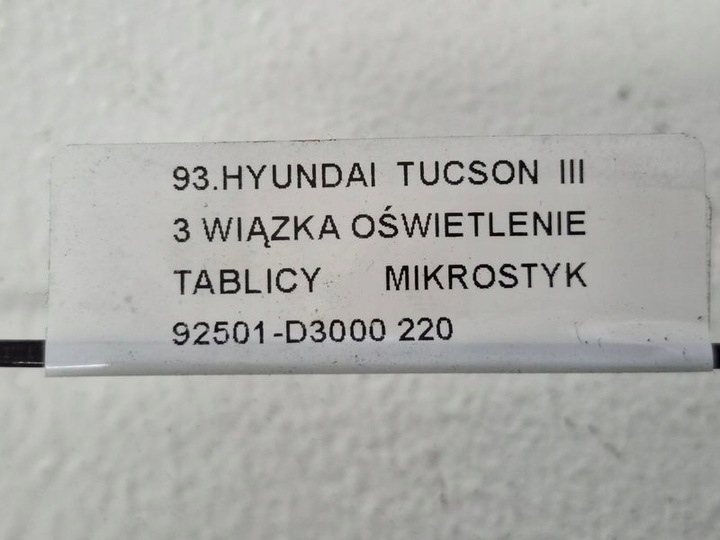 93.HYUNDAI TUCSON III
3 WIĄZKA OŚWIETLENIE
TABLICY MIKROSTYK
92501-D3000 220